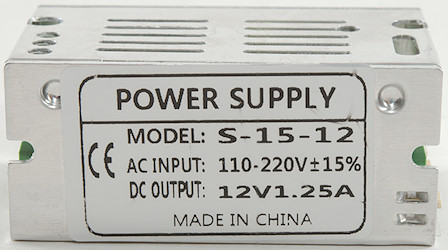 POWER SUPPLY
MODEL: S-15-12
CE AC INPUT: 110-220V±15%
DC OUTPUT: 12V1.25A
MADE IN CHINA